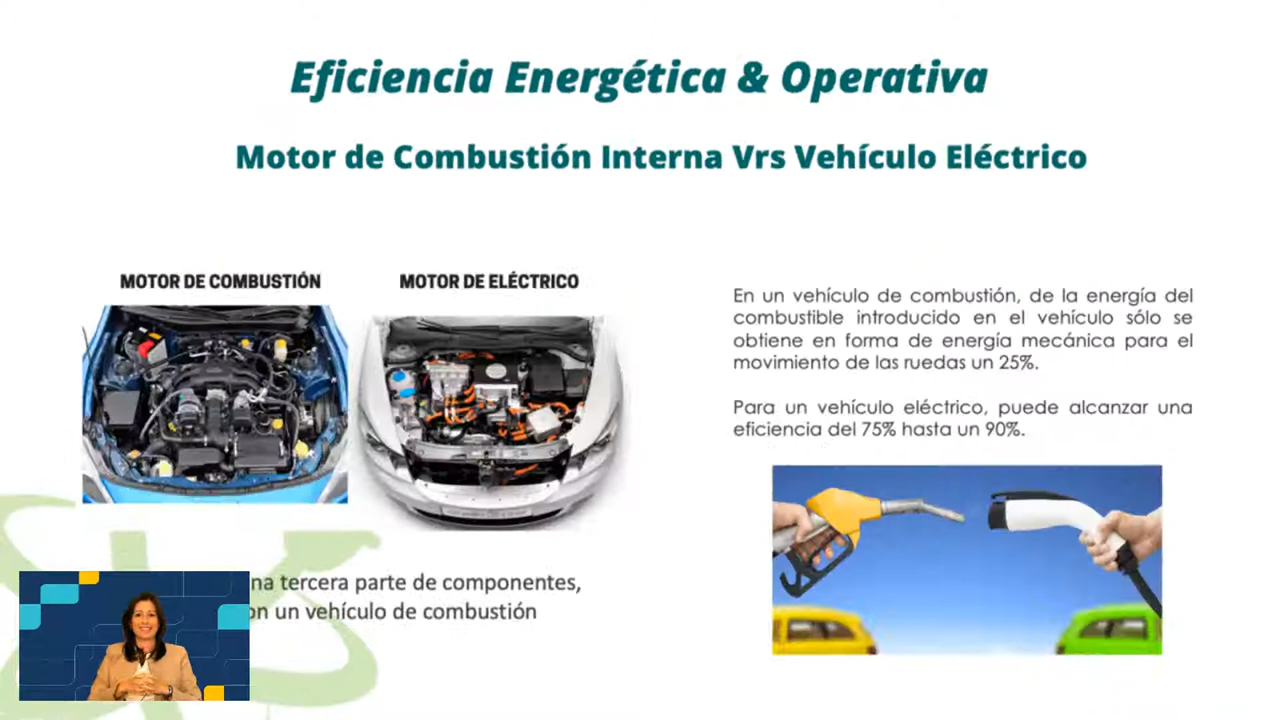 Eficiencia Energética & Operativa
Motor de Combustión Interna Vrs Vehículo Eléctrico
MOTOR DE COMBUSTIÓN
MOTOR DE ELÉCTRICO
En un vehículo de combustión, de la energía del
combustible introducido en el vehículo sólo se
obtiene en forma de energía mecánica para el
movimiento de las ruedas un 25%.
Para un vehículo eléctrico, puede alcanzar una
eficiencia del 75% hasta un 90%.
tercera parte de componentes,
un vehículo de combustión